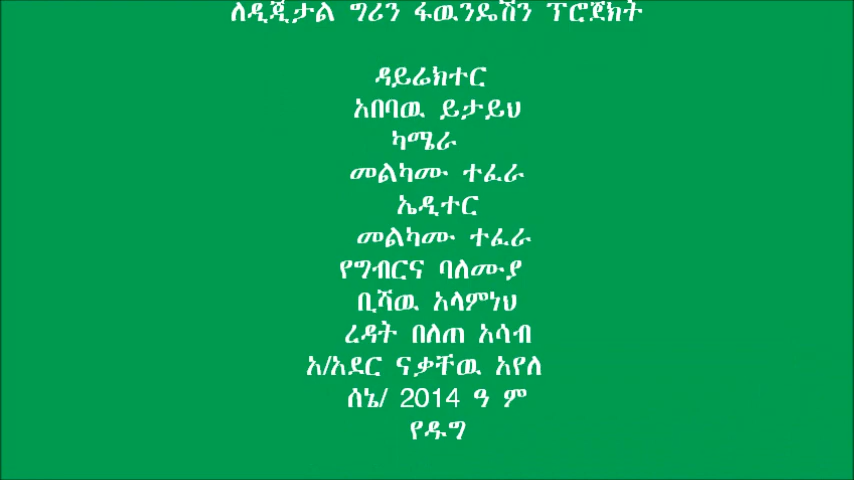 ለዲጂታል ግሪን ፋዉንዴሽን ፕሮጀክት
ዳይሬክተር
አበባዉ ይታይህ
ካሜራ
መልካሙ ተፈራ
ኤዲተር
መልካሙ ተፈራ
የግብርና ባለሙያ
ቢሻዉ አላምነህ
ረዳት በለጠ አሳብ
አ/አደር ናቃቸዉ አየለ
ሰኔ/ 2014 ዓ ም
የዱግ